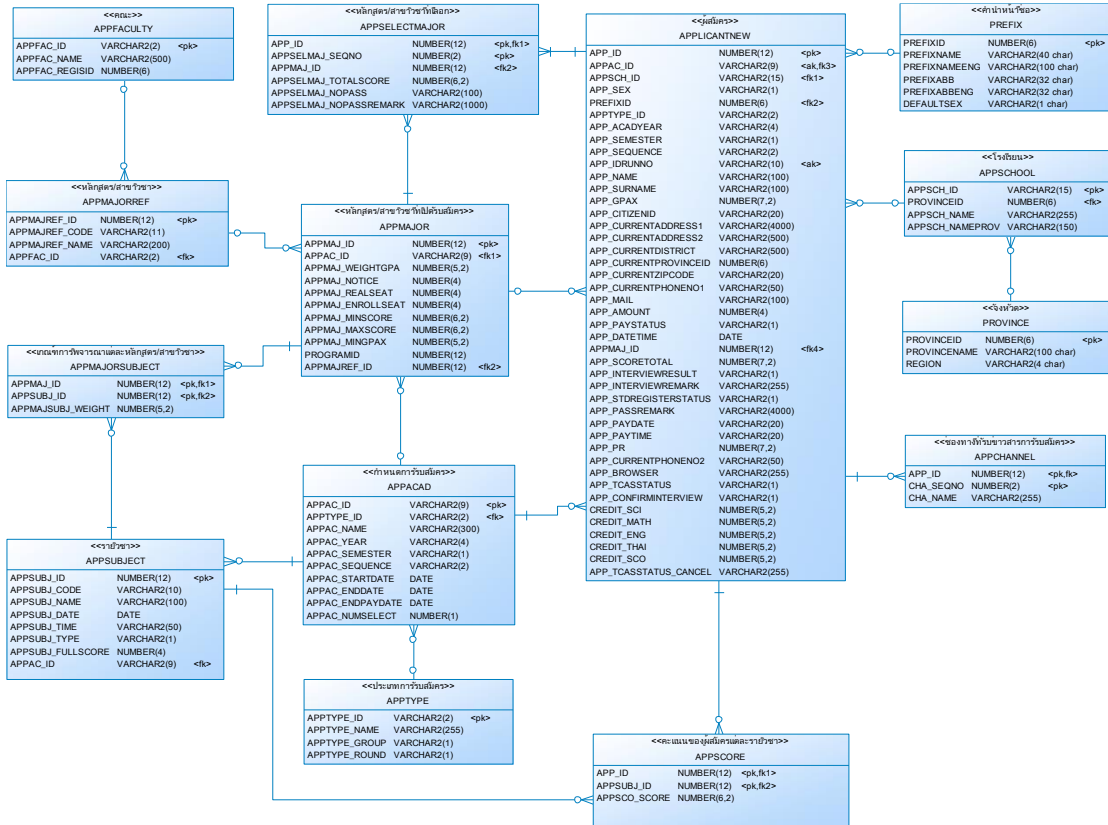 <<คณะ>>
APPFACULTY
APPFAC_ID VARCHAR2(2) <pk>
APPFAC_NAME VARCHAR2(500)
APPFAC_REGISID NUMBER(6)
<<หลักสูตร/สาขาวิชาที่เลือก>>
APPSELECTMAJOR
APP_ID NUMBER(12) <pk,fk1>
APPSELMAJ_SEQNO NUMBER(2) <pk>
APPMAJ_ID NUMBER(12) <fk2>
APPSELMAJ_TOTALSCORE NUMBER(6,2)
APPSELMAJ_NOPASS VARCHAR2(100)
APPSELMAJ_NOPASSREMARK VARCHAR2(1000)
<<ผู้สมัคร>>
APPLICANTNEW
APP_ID NUMBER(12) <pk>
APPAC_ID VARCHAR2(9) <ak,fk3>
APPSCH_ID VARCHAR2(15) <fk1>
APP_SEX VARCHAR2(1)
PREFIXID NUMBER(6) <fk2>
APPTYPE_ID VARCHAR2(2)
APP_ACADYEAR VARCHAR2(4)
APP_SEMESTER VARCHAR2(1)
APP_SEQUENCE VARCHAR2(2)
APP_IDRUNNO VARCHAR2(10) <ak>
APP_NAME VARCHAR2(100)
APP_SURNAME VARCHAR2(100)
APP_GPAX NUMBER(7,2)
APP_CITIZENID VARCHAR2(20)
APP_CURRENTADDRESS1 VARCHAR2(4000)
APP_CURRENTADDRESS2 VARCHAR2(500)
APP_CURRENTDISTRICT VARCHAR2(500)
APP_CURRENTPROVINCEID NUMBER(6)
APP_CURRENTZIPCODE VARCHAR2(20)
APP_CURRENTPHONENO1 VARCHAR2(50)
APP_MAIL VARCHAR2(100)
APP_AMOUNT NUMBER(4)
APP_PAYSTATUS VARCHAR2(1)
APP_DATETIME DATE
APPMAJ_ID NUMBER(12) <fk4>
APP_SCORETOTAL NUMBER(7,2)
APP_INTERVIEWRESULT VARCHAR2(1)
APP_INTERVIEWREMARK VARCHAR2(255)
APP_STDREGISTERSTATUS VARCHAR2(1)
APP_PASSREMARK VARCHAR2(4000)
APP_PAYDATE VARCHAR2(20)
APP_PAYTIME VARCHAR2(20)
APP_PR NUMBER(7,2)
APP_CURRENTPHONENO2 VARCHAR2(50)
APP_BROWSER VARCHAR2(255)
APP_TCASSTATUS VARCHAR2(1)
APP_CONFIRMINTERVIEW VARCHAR2(1)
CREDIT_SCI NUMBER(5,2)
CREDIT_MATH NUMBER(5,2)
CREDIT_ENG NUMBER(5,2)
CREDIT_THAI NUMBER(5,2)
CREDIT_SCO NUMBER(5,2)
APP_TCASSTATUS_CANCEL VARCHAR2(255)
<<คำนำหน้าชื่อ>>
PREFIX
PREFIXID NUMBER(6) <pk>
PREFIXNAME VARCHAR2(40 char)
PREFIXNAMEENG VARCHAR2(100 char)
PREFIXABB VARCHAR2(32 char)
PREFIXABBENG VARCHAR2(32 char)
DEFAULTSEX VARCHAR2(1 char)
<<โรงเรียน>>
APPSCHOOL
APPSCH_ID VARCHAR2(15) <pk>
PROVINCEID NUMBER(6) <fk>
APPSCH_NAME VARCHAR2(255)
APPSCH_NAMEPROV VARCHAR2(150)
<<จังหวัด>>
PROVINCE
PROVINCEID NUMBER(6) <pk>
PROVINCENAME VARCHAR2(100 char)
REGION VARCHAR2(4 char)
<<ช่องทางที่รับข่าวสารการรับสมัคร>>
APPCHANNEL
APP_ID NUMBER(12) <pk,fk>
CHA_SEQNO NUMBER(2) <pk>
CHA_NAME VARCHAR2(255)
<<หลักสูตร/สาขาวิชา>>
APPMAJORREF
APPMAJREF_ID NUMBER(12) <pk>
APPMAJREF_CODE VARCHAR2(11)
APPMAJREF_NAME VARCHAR2(200)
APPFAC_ID VARCHAR2(2) <fk>
<<หลักสูตร/สาขาวิชาที่เปิดรับสมัคร>>
APPMAJOR
APPMAJ_ID NUMBER(12) <pk>
APPAC_ID VARCHAR2(9) <fk1>
APPMAJ_WEIGHTGPA NUMBER(5,2)
APPMAJ_NOTICE NUMBER(4)
APPMAJ_REALSEAT NUMBER(4)
APPMAJ_ENROLLSEAT NUMBER(4)
APPMAJ_MINSCORE NUMBER(6,2)
APPMAJ_MAXSCORE NUMBER(6,2)
APPMAJ_MINGPAX NUMBER(5,2)
PROGRAMID NUMBER(12)
APPMAJREF_ID NUMBER(12) <fk2>
<<เกณฑ์การพิจารณาแต่ละหลักสูตร/สาขาวิชา>>
APPMAJORSUBJECT
APPMAJ_ID NUMBER(12) <pk,fk1>
APPSUBJ_ID NUMBER(12) <pk,fk2>
APPMAJSUBJ_WEIGHT NUMBER(5,2)
<<กำหนดการรับสมัคร>>
APPACAD
APPAC_ID VARCHAR2(9) <pk>
APPTYPE_ID VARCHAR2(2) <fk>
APPAC_NAME VARCHAR2(300)
APPAC_YEAR VARCHAR2(4)
APPAC_SEMESTER VARCHAR2(1)
APPAC_SEQUENCE VARCHAR2(2)
APPAC_STARTDATE DATE
APPAC_ENDDATE DATE
APPAC_ENDPAYDATE DATE
APPAC_NUMSELECT NUMBER(1)
<<รายวิชา>>
APPSUBJECT
APPSUBJ_ID NUMBER(12) <pk>
APPSUBJ_CODE VARCHAR2(10)
APPSUBJ_NAME VARCHAR2(100)
APPSUBJ_DATE DATE
APPSUBJ_TIME VARCHAR2(50)
APPSUBJ_TYPE VARCHAR2(1)
APPSUBJ_FULLSCORE NUMBER(4)
APPAC_ID VARCHAR2(9) <fk>
<<ประเภทการรับสมัคร>>
APPTYPE
APPTYPE_ID VARCHAR2(2) <pk>
APPTYPE_NAME VARCHAR2(255)
APPTYPE_GROUP VARCHAR2(1)
APPTYPE_ROUND VARCHAR2(1)
<<คะแนนของผู้สมัครแต่ละรายวิชา>>
APPSCORE
APP_ID NUMBER(12) <pk,fk1>
APPSUBJ_ID NUMBER(12) <pk,fk2>
APPSCO_SCORE NUMBER(6,2)